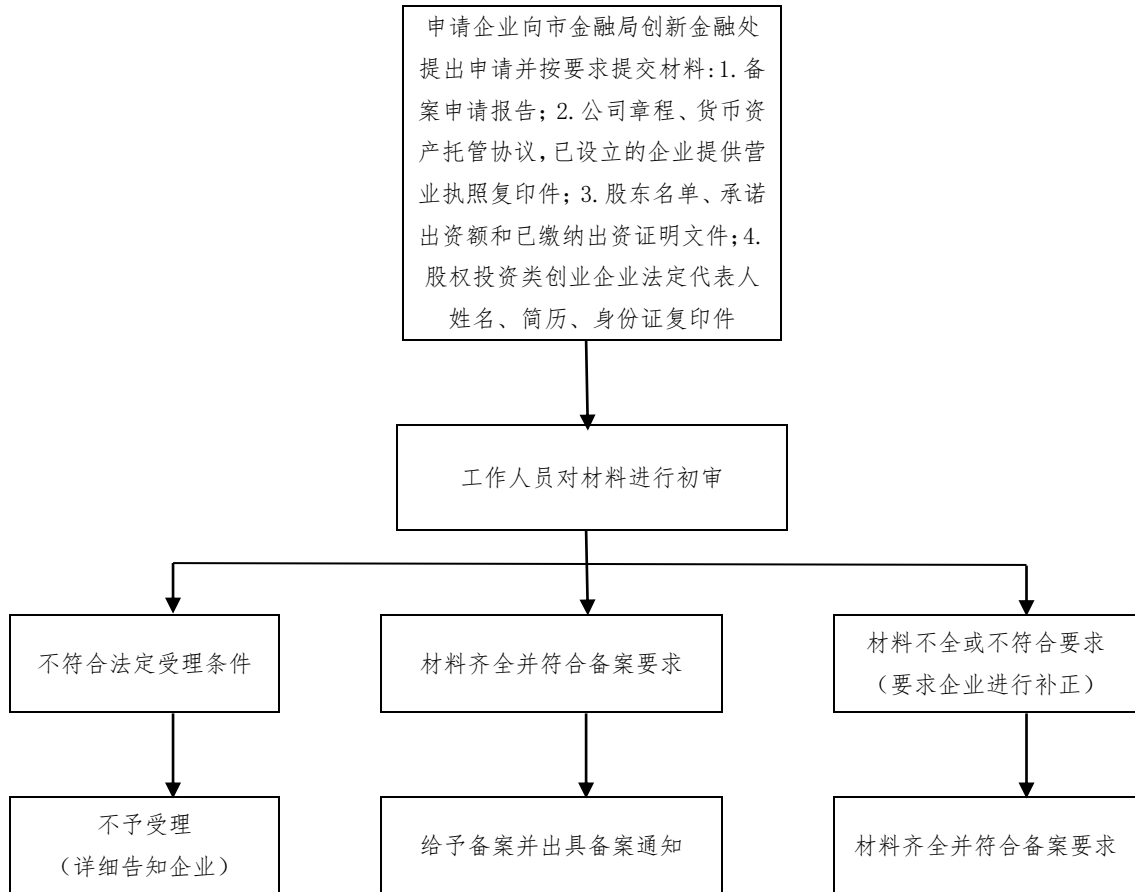 申请企业向市金融局创新金融处
提出申请并按要求提交材料:1.备
案申请报告;2.公司章程、货币资
产托管协议,已设立的企业提供营
业执照复印件;3.股东名单、承诺
出资额和已缴纳出资证明文件;4.
股权投资类创业企业法定代表人
姓名、简历、身份证复印件
工作人员对材料进行初审
不符合法定受理条件
材料齐全并符合备案要求
材料不全或不符合要求
（要求企业进行补正）
不予受理
（详细告知企业）
给予备案并出具备案通知
材料齐全并符合备案要求